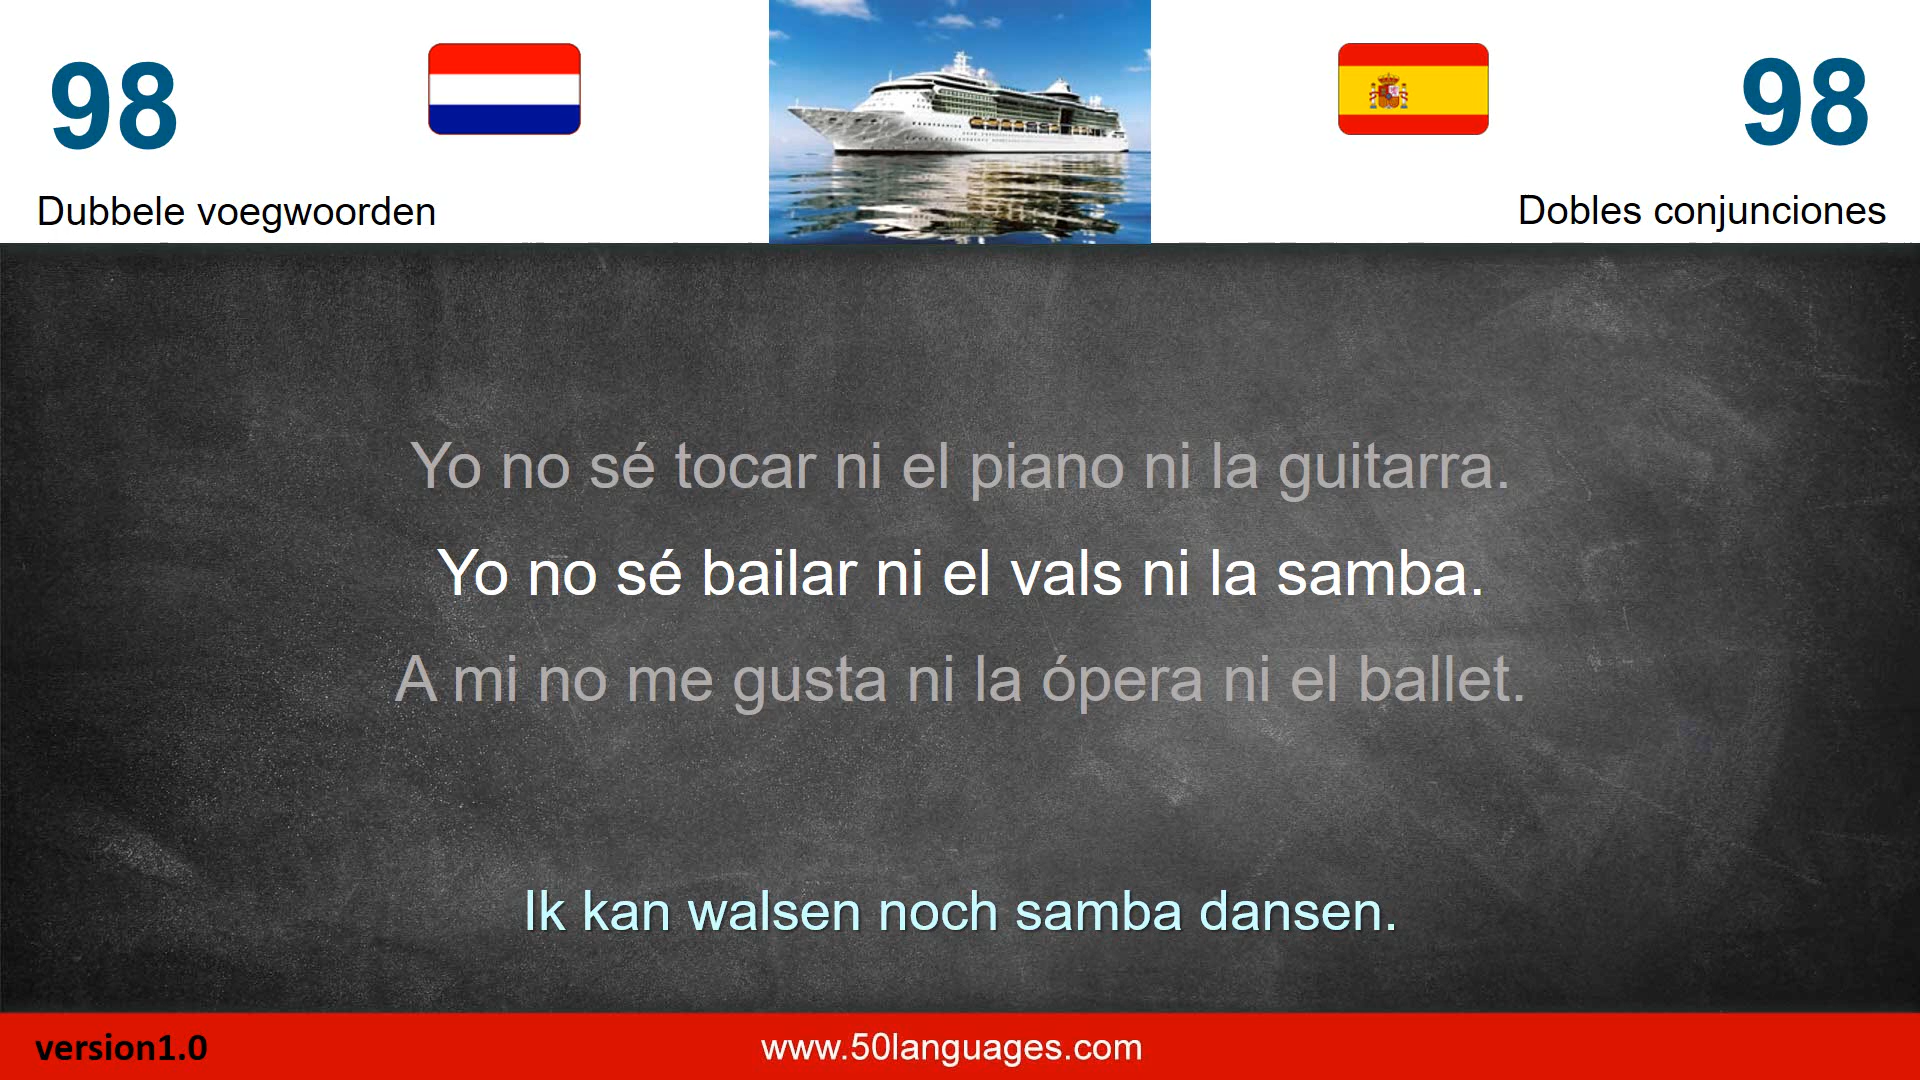 98
98
Dubbele voegwoorden
Dobles conjunciones
Yo no sé tocar ni el piano ni la guitarra.
Yo no sé bailar ni el vals ni la samba.
A mi no me gusta ni la ópera ni el ballet.
Ik kan walsen noch samba dansen.
version1.0
www.50languages.com